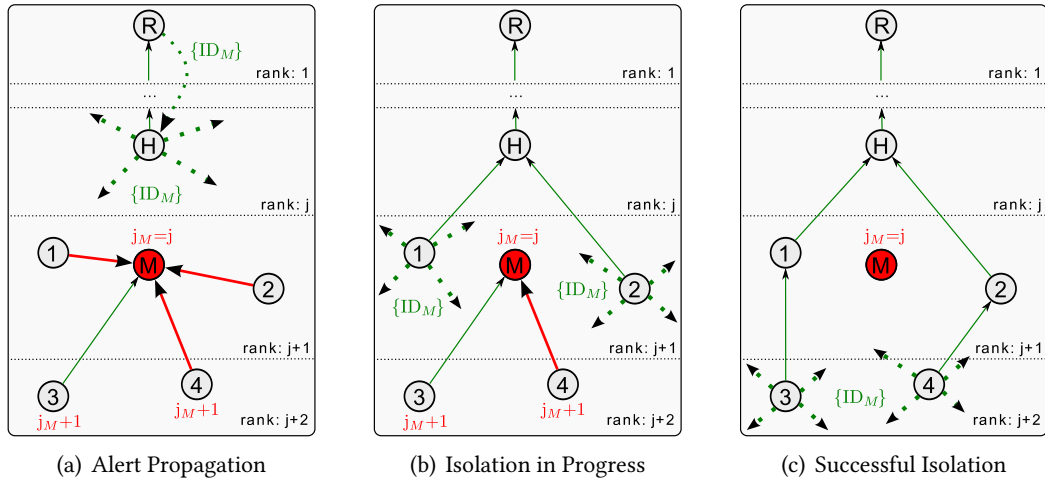 R
{ID_M}
rank: 1
...
H
{ID_M}
rank: j
j_M=j
1
M
2
rank: j+1
3
4
j_M+1
j_M+1
rank: j+2
(a) Alert Propagation
R
rank: 1
...
H
rank: j
j_M=j
1
M
{ID_M}
2
{ID_M}
rank: j+1
3
4
j_M+1
j_M+1
rank: j+2
(b) Isolation in Progress
R
rank: 1
...
H
rank: j
j_M=j
1
M
2
rank: j+1
3
{ID_M}
4
rank: j+2
(c) Successful Isolation